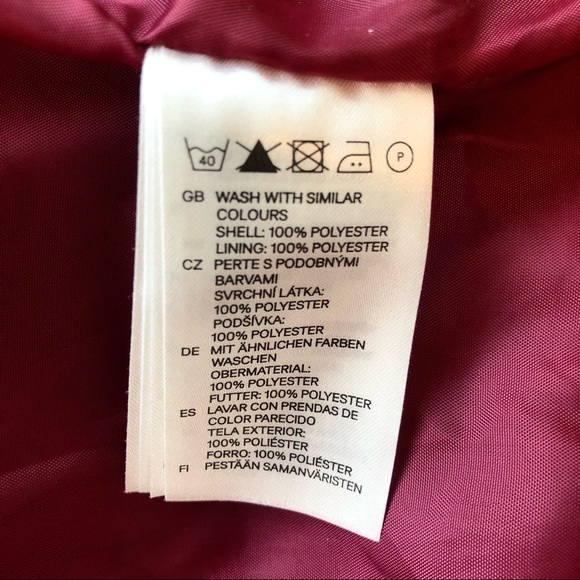 40 P
GB WASH WITH SIMILAR
COLOURS
SHELL: 100% POLYESTER
LINING: 100% POLYESTER
CZ PERTE S PODOBNÝMI
BARVAMI
SVRCHNÍ LÁTKA:
100% POLYESTER
PODŠÍVKA:
100% POLYESTER
DE MIT ÄHNLICHEN FARBEN
WASCHEN
OBERMATERIAL:
100% POLYESTER
FUTTER: 100% POLYESTER
ES LAVAR CON PRENDAS DE
COLOR PARECIDO
TELA EXTERIOR:
100% POLIÉSTER
FORRO: 100% POLIÉSTER
FI PESTÄÄN SAMANVÄRISTEN